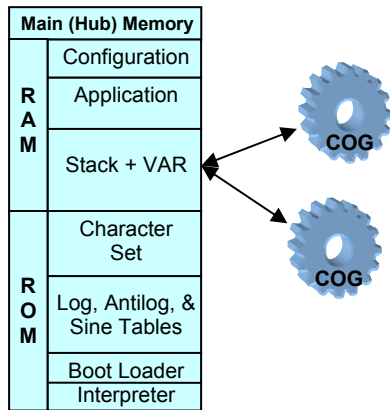 Main (Hub) Memory
R
A
M
Configuration
Application
Stack + VAR
R
O
M
Character
Set
Log, Antilog, &
Sine Tables
Boot Loader
Interpreter
COG
COG